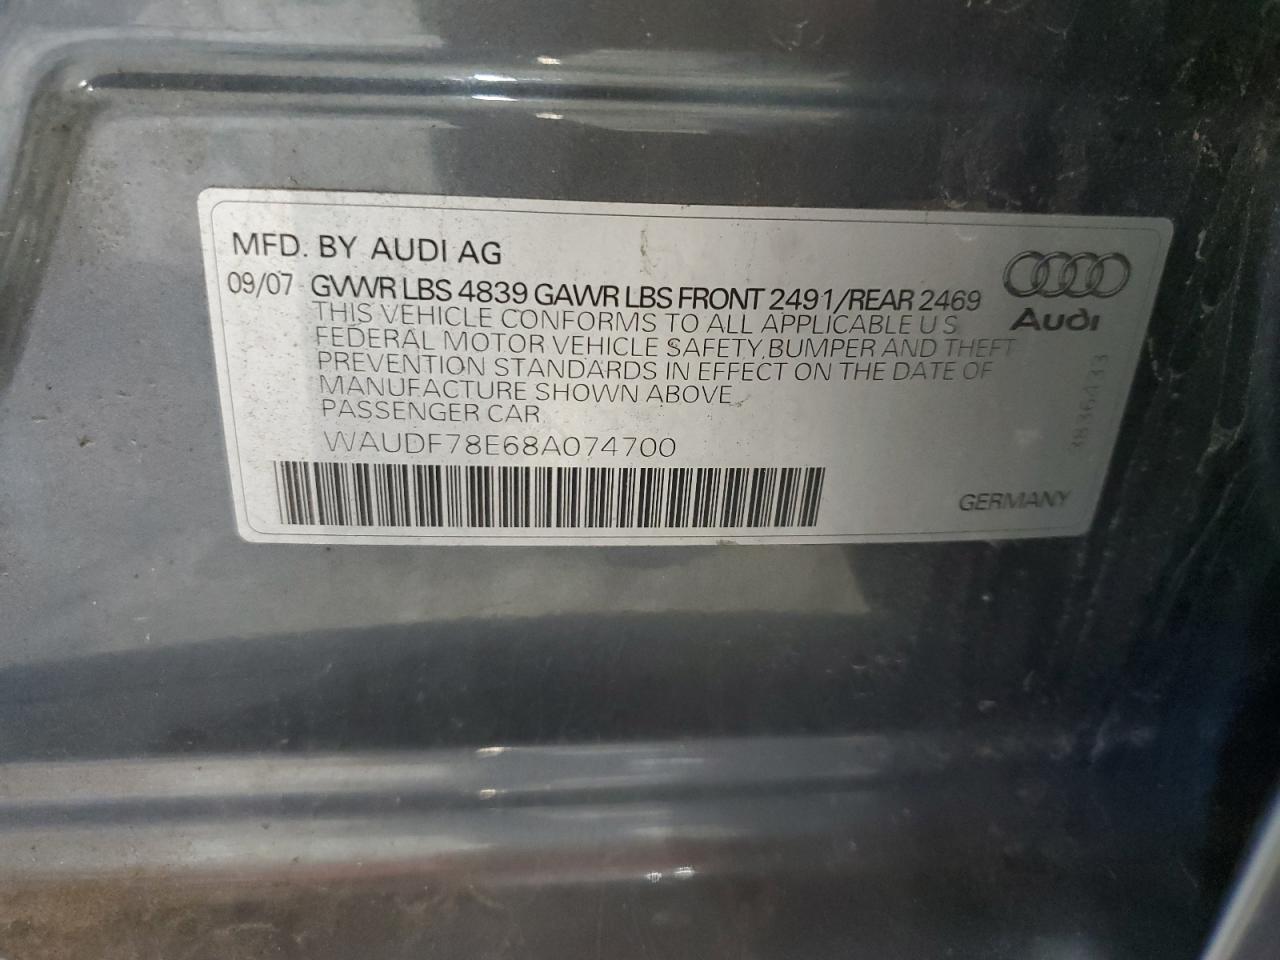 MFD. BY AUDI AG
09/07 GVWR LBS 4839 GAWR LBS FRONT 2491/REAR 2469
THIS VEHICLE CONFORMS TO ALL APPLICABLE U S
FEDERAL MOTOR VEHICLE SAFETY, BUMPER AND THEFT
PREVENTION STANDARDS IN EFFECT ON THE DATE OF
MANUFACTURE SHOWN ABOVE
PASSENGER CAR
WAUDF78E68A074700
Audi
GERMANY